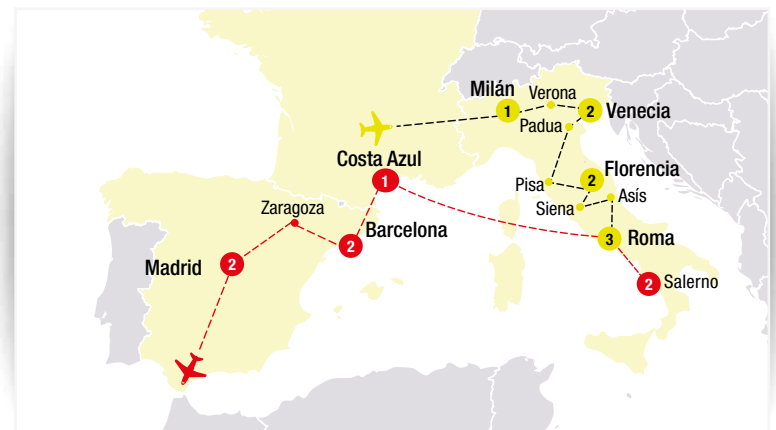 Milán
1
Verona
2
Venecia
Padua
Costa Azul
1
Florencia
2
Pisa
Asís
Siena
Zaragoza
Barcelona
2
3
Roma
Madrid
2
2
Salerno